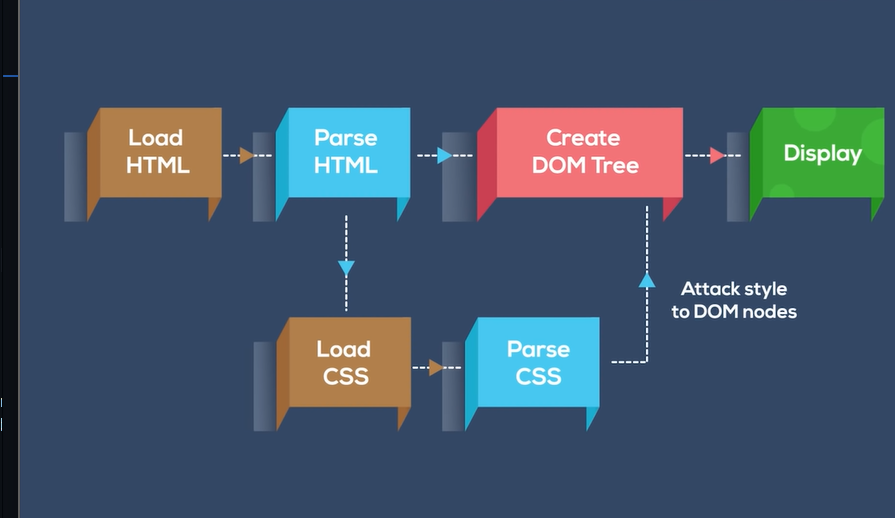 Load
HTML
Parse
HTML
Create
DOM Tree
Display
Attack style
to DOM nodes
Load
CSS
Parse
CSS